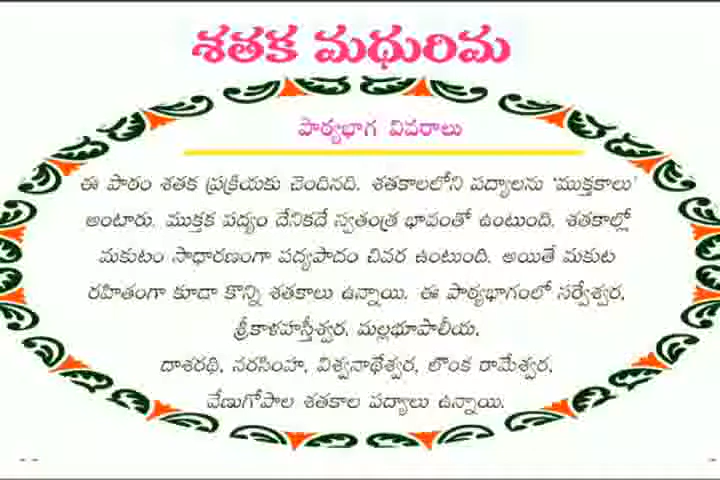 శతక మధురిమ
పాఠ్యభాగ వివరాలు
ఈ పాఠం శతక ప్రక్రియకు చెందినది. శతకాలలోని పద్యాలను 'ముక్తకాలు'
అంటారు. ముక్తక పద్యం దేనికదే స్వతంత్ర భావంతో ఉంటుంది. శతకాల్లో
మకుటం సాధారణంగా పద్యపాదం చివర ఉంటుంది. అయితే మకుట
రహితంగా కూడా కొన్ని శతకాలు ఉన్నాయి. ఈ పాఠ్యభాగంలో సర్వేశ్వర,
శ్రీకాళహస్తీశ్వర, మల్లభూపాలీయ,
దాశరథి, నరసింహ, విశ్వనాథేశ్వర, లొంక రామేశ్వర,
వేణుగోపాల శతకాల పద్యాలు ఉన్నాయి.